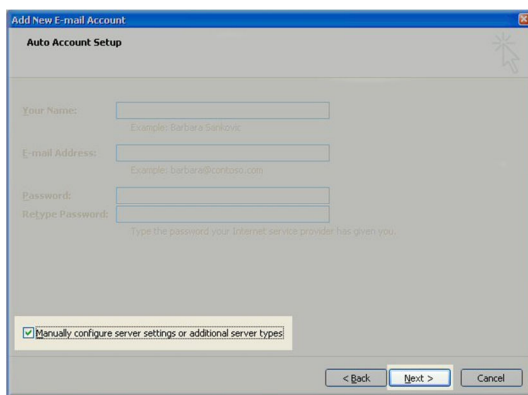 Add New E-mail Account
Auto Account Setup
Your Name:
Example: Barbara Sankovic
E-mail Address:
Example: barbara@contoso.com
Password:
Retype Password:
Type the password your Internet service provider has given you.
Manually configure server settings or additional server types
< Back Next > Cancel